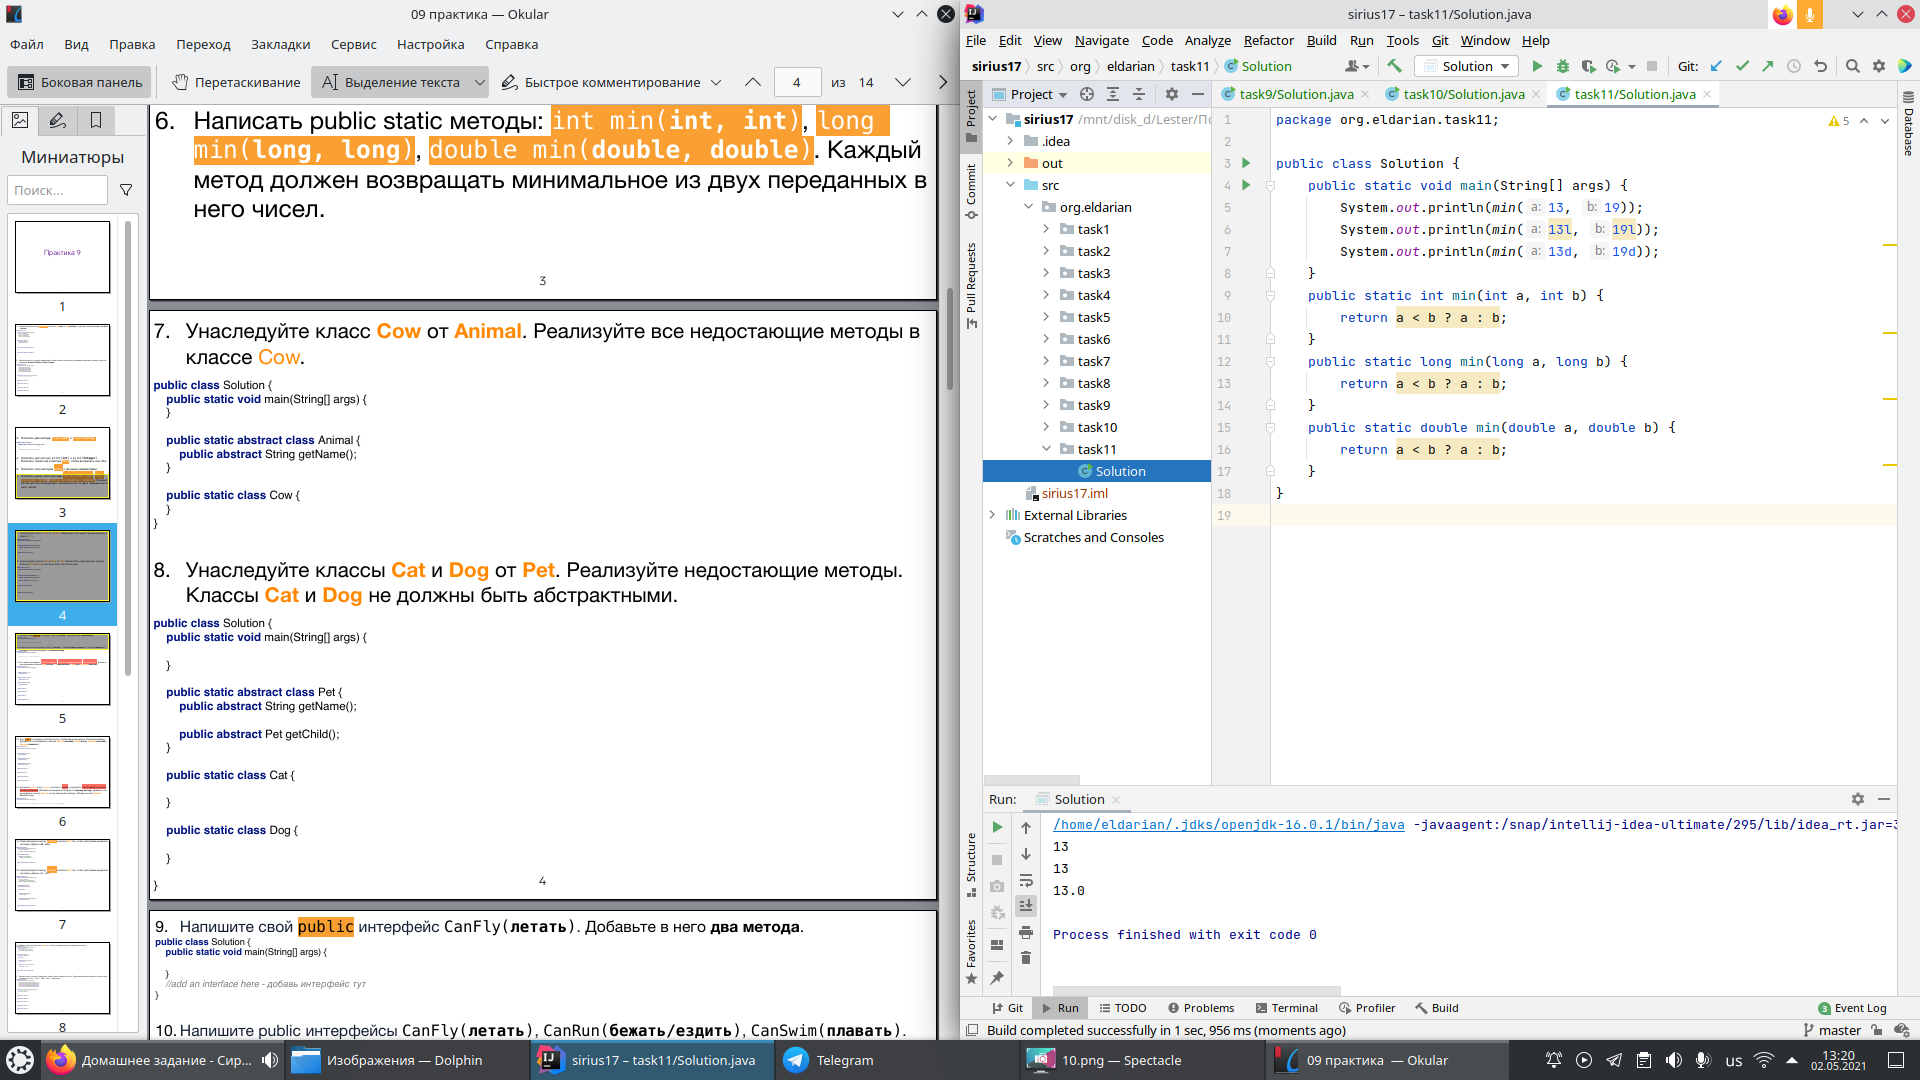 09 практика — Okular
Файл Вид Правка Переход Закладки Сервис Настройка Справка
Боковая панель Перетаскивание Выделение текста Быстрое комментирование 4 из 14
Миниатюры
Поиск...
Практика 9
1
2
3
4
5
6
7
8
6. Написать public static методы: int min(int, int), long
min(long, long), double min(double, double). Каждый
метод должен возвращать минимальное из двух переданных в
него чисел.
3
7. Унаследуйте класс Cow от Animal. Реализуйте все недостающие методы в
классе Cow.
public class Solution {
public static void main(String[] args) {
}
public static abstract class Animal {
public abstract String getName();
}
public static class Cow {
}
}
8. Унаследуйте классы Cat и Dog от Pet. Реализуйте недостающие методы.
Классы Cat и Dog не должны быть абстрактными.
public class Solution {
public static void main(String[] args) {
}
public static abstract class Pet {
public abstract String getName();
public abstract Pet getChild();
}
public static class Cat {
}
public static class Dog {
}
}
4
9. Напишите свой public интерфейс CanFly(летать). Добавьте в него два метода.
public class Solution {
public static void main(String[] args) {
}
//add an interface here - добавь интерфейс тут
}
10. Напишите public интерфейсы CanFly(летать), CanRun(бежать/ездить), CanSwim(плавать).
sirius17 – task11/Solution.java
File Edit View Navigate Code Analyze Refactor Build Run Tools Git Window Help
sirius17 src org eldarian task11 Solution Solution Git:
Project
Commit
Pull Requests
Structure
Favorites
Database
Project
sirius17 /mnt/disk_d/Lester/По
.idea
out
src
org.eldarian
task1
task2
task3
task4
task5
task6
task7
task8
task9
task10
task11
Solution
sirius17.iml
External Libraries
Scratches and Consoles
task9/Solution.java task10/Solution.java task11/Solution.java
5
1 package org.eldarian.task11;
2
3 public class Solution {
4 public static void main(String[] args) {
5 System.out.println(min( a: 13, b: 19));
6 System.out.println(min( a: 13l, b: 19l));
7 System.out.println(min( a: 13d, b: 19d));
8 }
9 public static int min(int a, int b) {
10 return a < b ? a : b;
11 }
12 public static long min(long a, long b) {
13 return a < b ? a : b;
14 }
15 public static double min(double a, double b) {
16 return a < b ? a : b;
17 }
18 }
19
Run: Solution
/home/eldarian/.jdks/openjdk-16.0.1/bin/java -javaagent:/snap/intellij-idea-ultimate/295/lib/idea_rt.jar=3
13
13
13.0
Process finished with exit code 0
Git Run TODO Problems Terminal Profiler Build 3 Event Log
Build completed successfully in 1 sec, 956 ms (moments ago) master
Домашнее задание - Сир... Изображения — Dolphin sirius17 – task11/Solution.java Telegram 10.png — Spectacle 09 практика — Okular us 13:20
02.05.2021